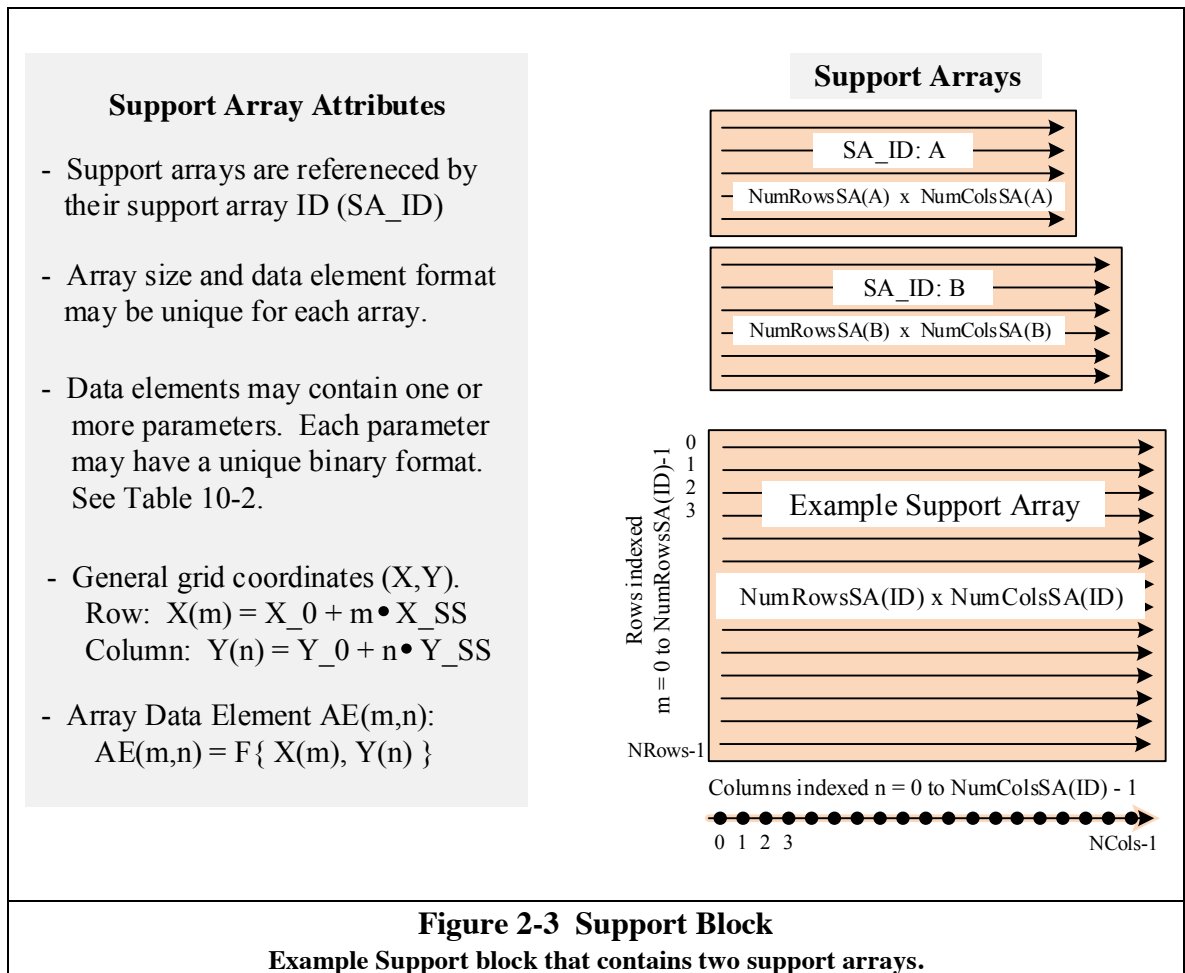 Support Array Attributes
- Support arrays are refereneced by
their support array ID (SA_ID)
- Array size and data element format
may be unique for each array.
- Data elements may contain one or
more parameters. Each parameter
may have a unique binary format.
See Table 10-2.
- General grid coordinates (X,Y).
Row: X(m) = X_0 + m • X_SS
Column: Y(n) = Y_0 + n • Y_SS
- Array Data Element AE(m,n):
AE(m,n) = F{ X(m), Y(n) }
Support Arrays
SA_ID: A
NumRowsSA(A) x NumColsSA(A)
SA_ID: B
NumRowsSA(B) x NumColsSA(B)
Rows indexed
m = 0 to NumRowsSA(ID)-1
0
1
2
3
NRows-1
Example Support Array
NumRowsSA(ID) x NumColsSA(ID)
Columns indexed n = 0 to NumColsSA(ID) - 1
0 1 2 3 NCols-1
Figure 2-3 Support Block
Example Support block that contains two support arrays.